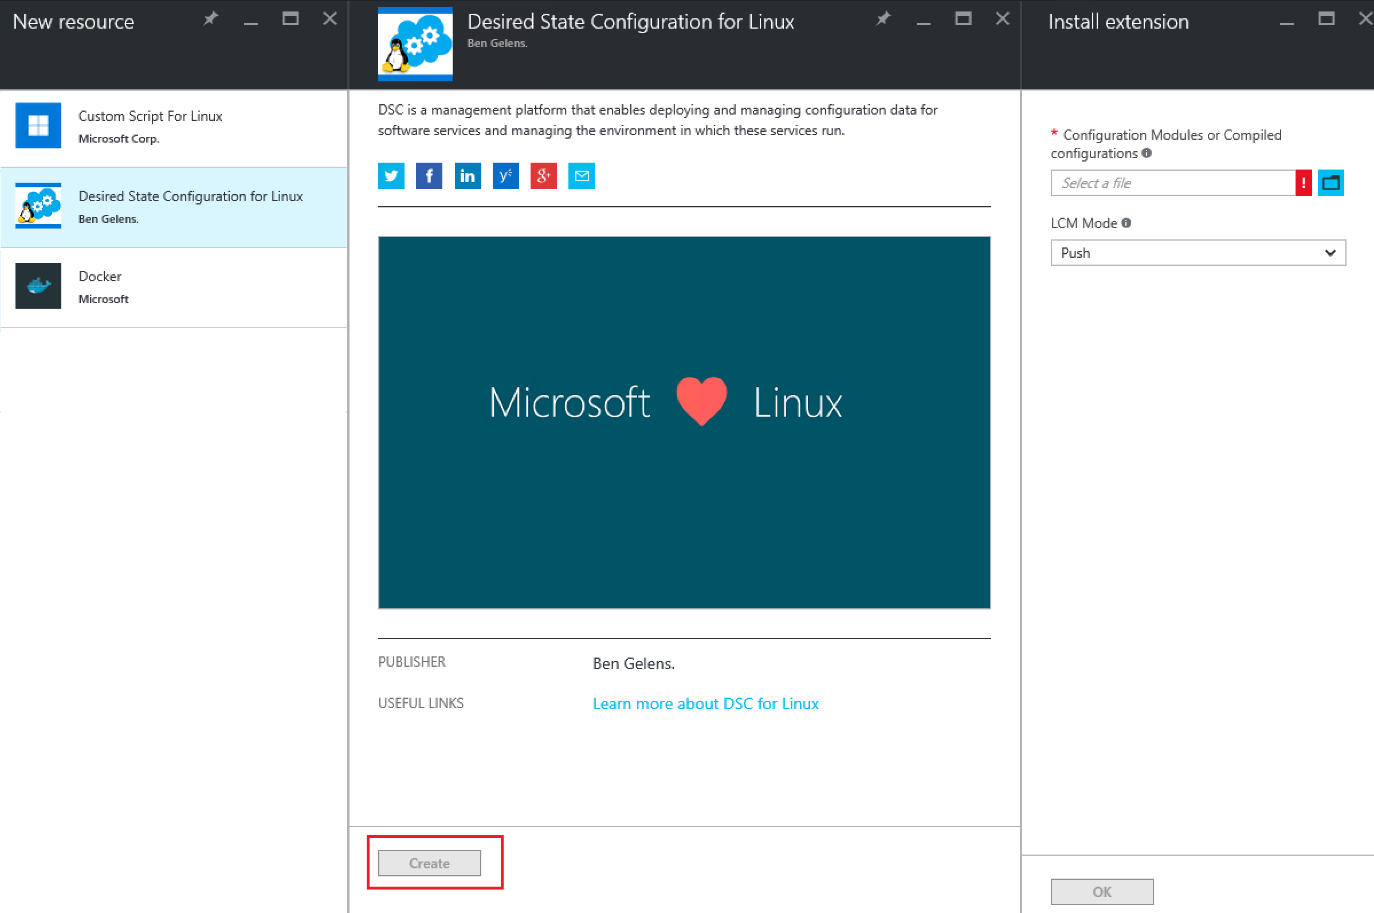 New resource
Custom Script For Linux
Microsoft Corp.
Desired State Configuration for Linux
Ben Gelens.
Docker
Microsoft
Desired State Configuration for Linux
Ben Gelens.
DSC is a management platform that enables deploying and managing configuration data for
software services and managing the environment in which these services run.
Microsoft Linux
PUBLISHER Ben Gelens.
USEFUL LINKS Learn more about DSC for Linux
Create
Install extension
* Configuration Modules or Compiled
configurations
Select a file !
LCM Mode
Push
OK